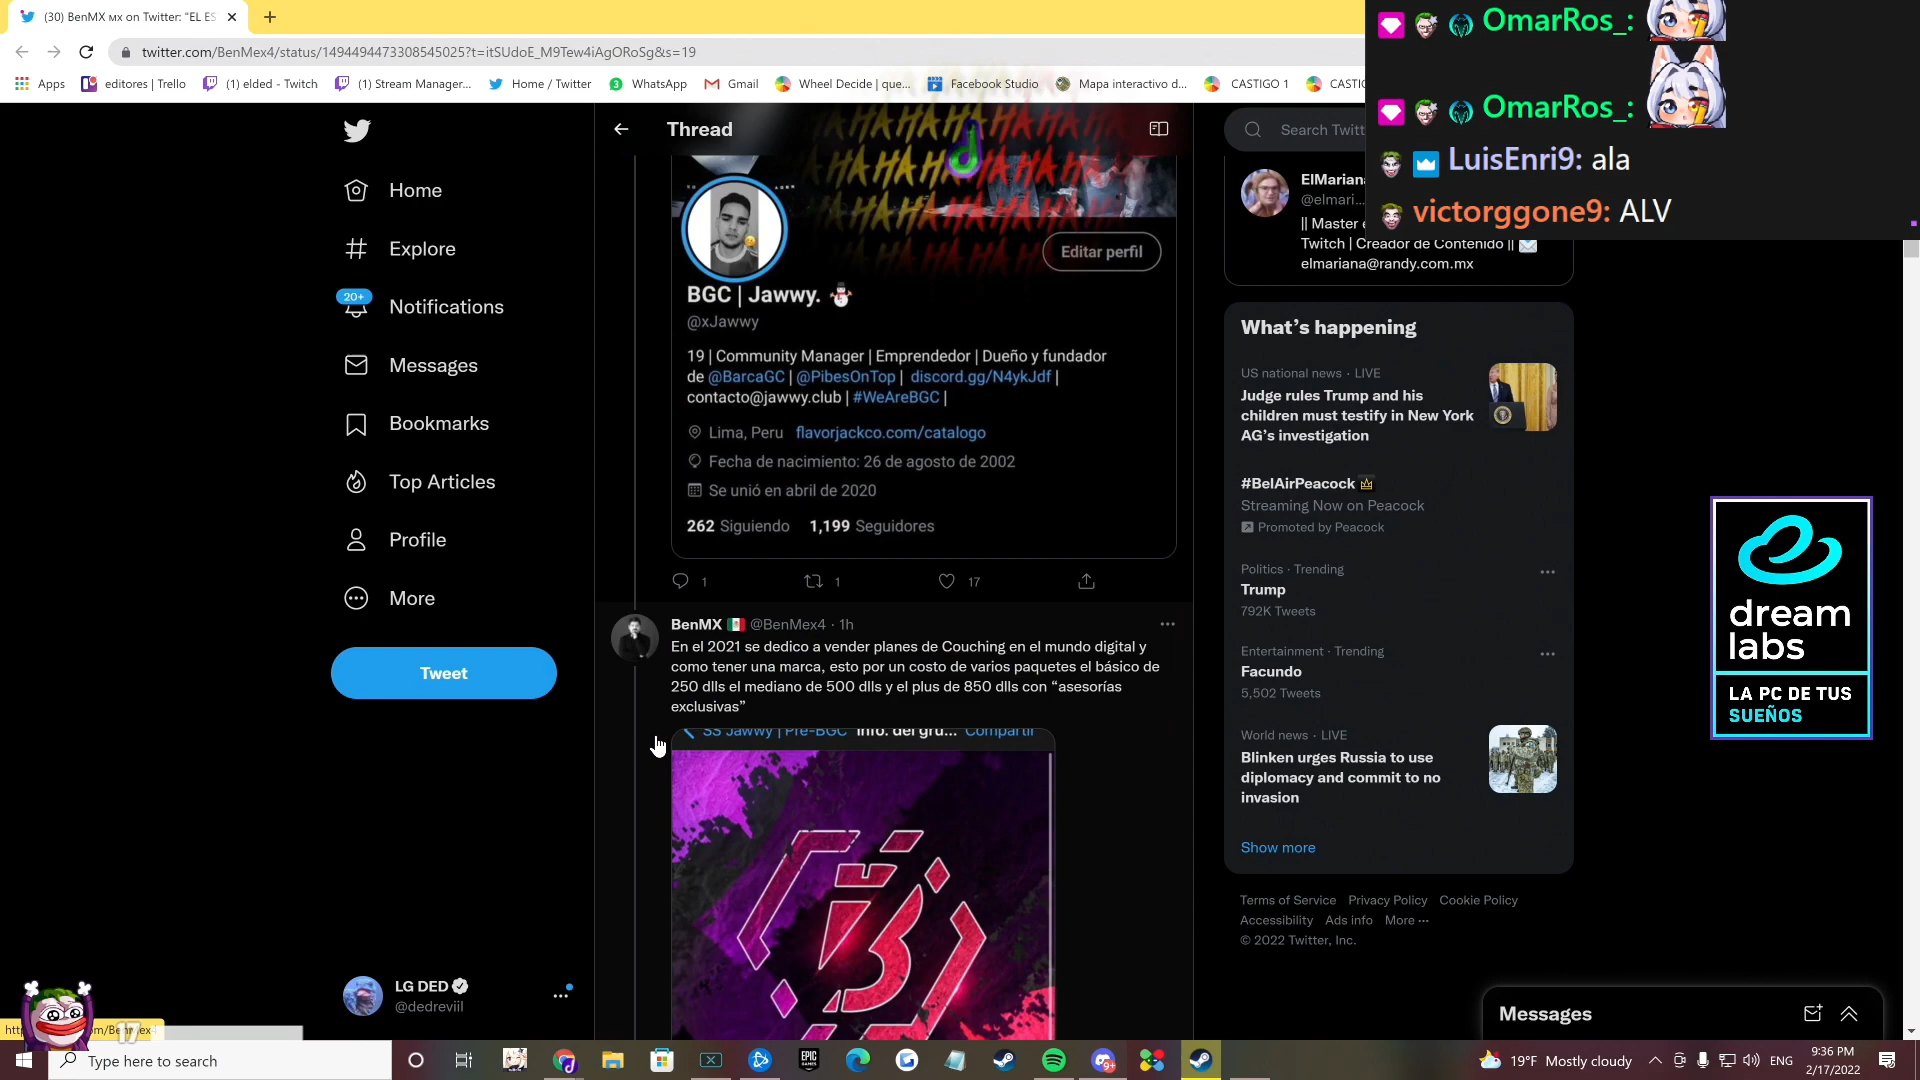 (30) BenMX MX on Twitter: "EL ES
twitter.com/BenMex4/status/1494494473308545025?t=itSUdoE_M9Tew4iAgORoSg&s=19
Apps
editores | Trello
(1) elded - Twitch
(1) Stream Manager...
Home / Twitter
WhatsApp
Gmail
Wheel Decide | que...
Facebook Studio
Mapa interactivo d...
CASTIGO 1
OmarRos_:
OmarRos_:
LuisEnri9: ala
victorggone9: ALV
Home
Explore
20+
Notifications
Messages
Bookmarks
Top Articles
Profile
More
Tweet
LG DED
@dedreviil
Thread
Editar perfil
BGC | Jawwy.
@xJawwy
19 | Community Manager | Emprendedor | Dueño y fundador
de @BarcaGC | @PibesOnTop | discord.gg/N4ykJdf |
contacto@jawwy.club | #WeAreBGC |
Lima, Peru flavorjackco.com/catalogo
Fecha de nacimiento: 26 de agosto de 2002
Se unió en abril de 2020
262 Siguiendo 1,199 Seguidores
1 1 17
BenMX @BenMex4 · 1h
En el 2021 se dedico a vender planes de Couching en el mundo digital y
como tener una marca, esto por un costo de varios paquetes el básico de
250 dlls el mediano de 500 dlls y el plus de 850 dlls con “asesorías
exclusivas”
SS Jawwy | Pre-BGC Info. del gru... Compartir
Search Twitt
ElMariana
@elmari...
|| Master
Twitch | Creador de Contenido ||
elmariana@randy.com.mx
What’s happening
US national news · LIVE
Judge rules Trump and his
children must testify in New York
AG’s investigation
#BelAirPeacock
Streaming Now on Peacock
Promoted by Peacock
Politics · Trending
Trump
792K Tweets
Entertainment · Trending
Facundo
5,502 Tweets
World news · LIVE
Blinken urges Russia to use
diplomacy and commit to no
invasion
Show more
Terms of Service Privacy Policy Cookie Policy
Accessibility Ads info More ···
© 2022 Twitter, Inc.
dream
labs
LA PC DE TUS
SUEÑOS
Messages
17
Type here to search
19°F Mostly cloudy
ENG
9:36 PM
2/17/2022